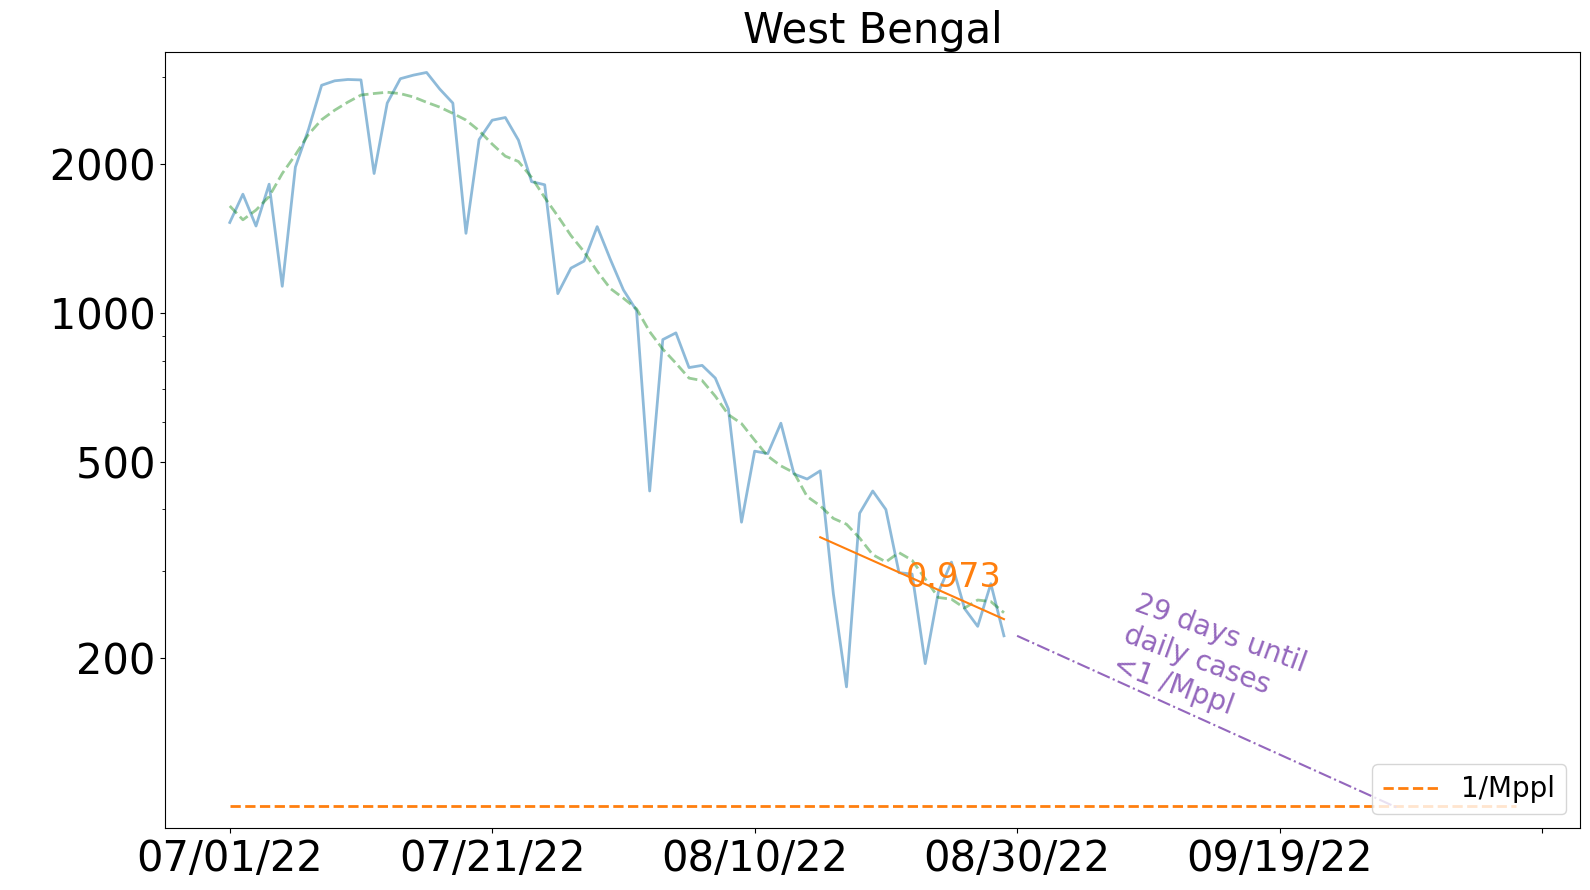 West Bengal
2000
1000
500
200
0.973
29 days until
daily cases
<1 /Mppl
1/Mppl
07/01/22
07/21/22
08/10/22
08/30/22
09/19/22